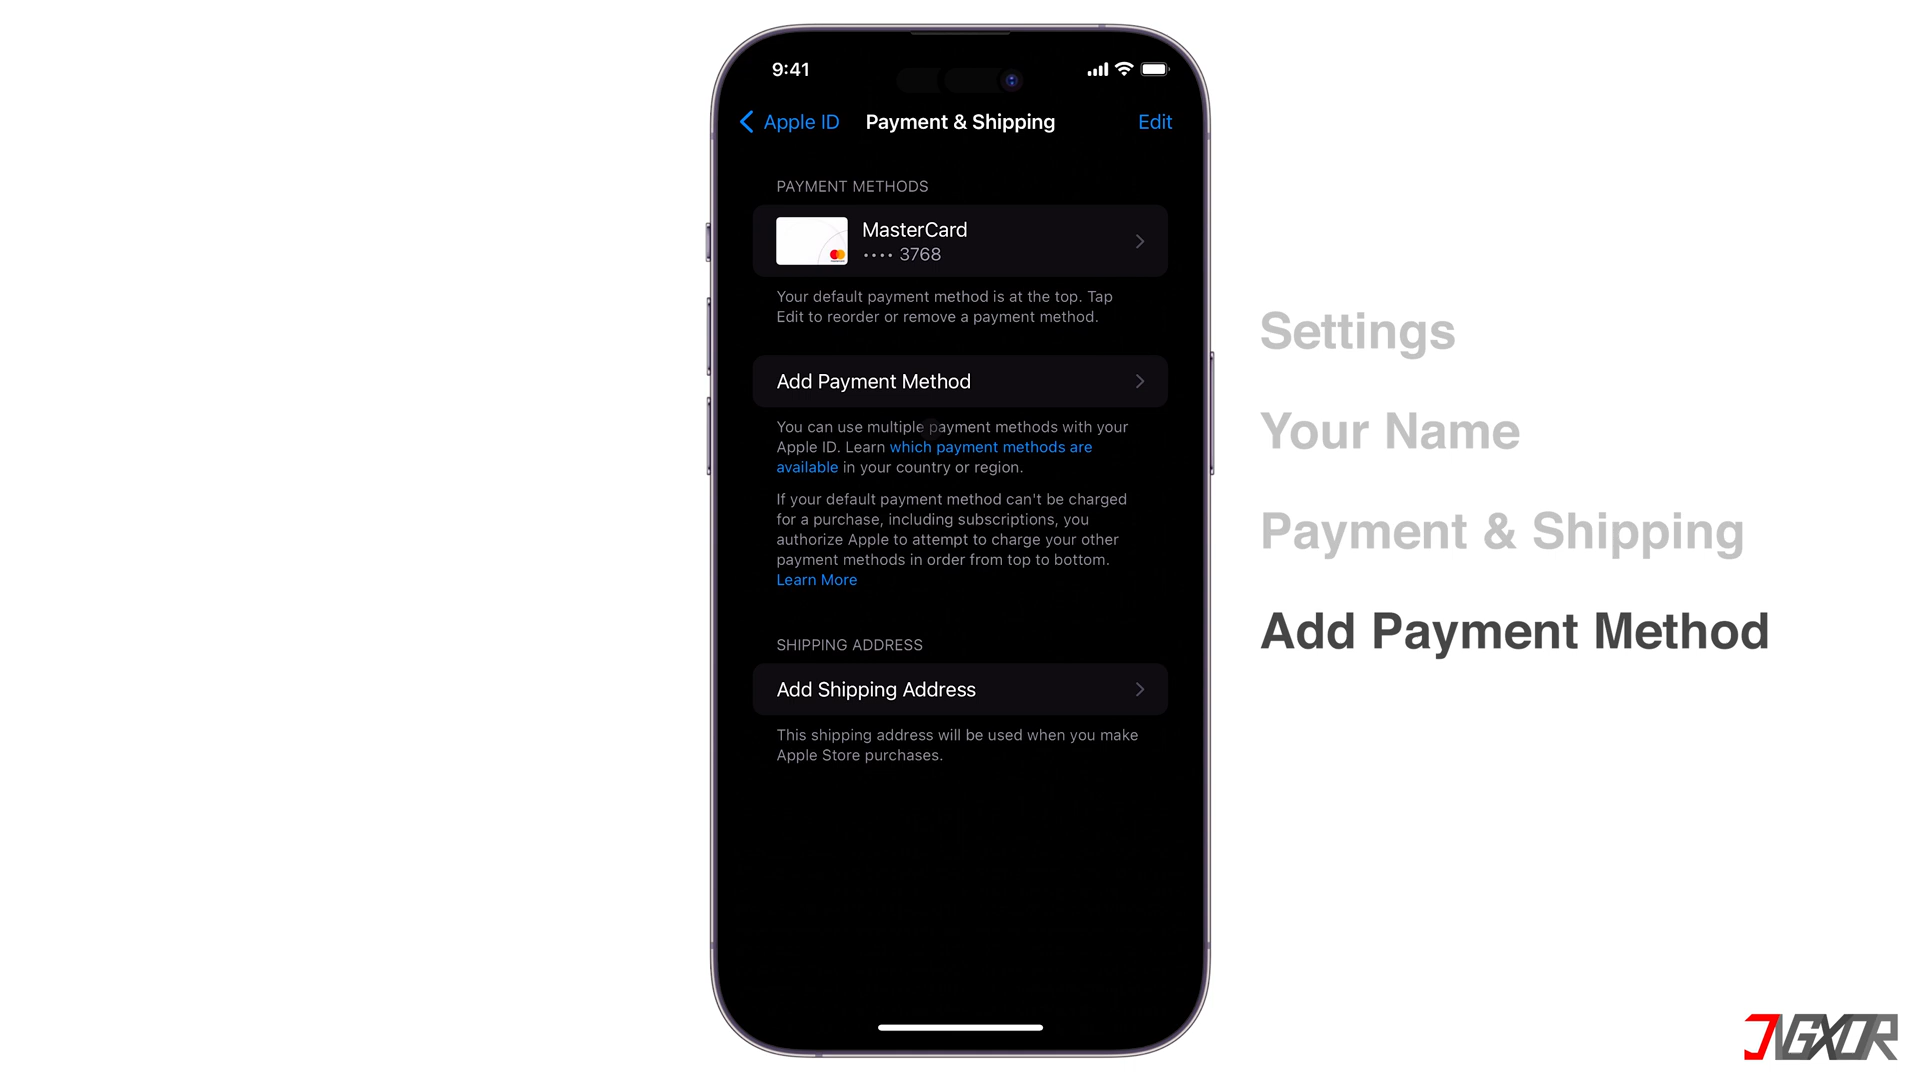 9:41
Apple ID
Payment & Shipping
Edit
PAYMENT METHODS
MasterCard
•••• 3768
Your default payment method is at the top. Tap
Edit to reorder or remove a payment method.
Add Payment Method
You can use multiple payment methods with your
Apple ID. Learn which payment methods are
available in your country or region.
If your default payment method can't be charged
for a purchase, including subscriptions, you
authorize Apple to attempt to charge your other
payment methods in order from top to bottom.
Learn More
SHIPPING ADDRESS
Add Shipping Address
This shipping address will be used when you make
Apple Store purchases.
Settings
Your Name
Payment & Shipping
Add Payment Method